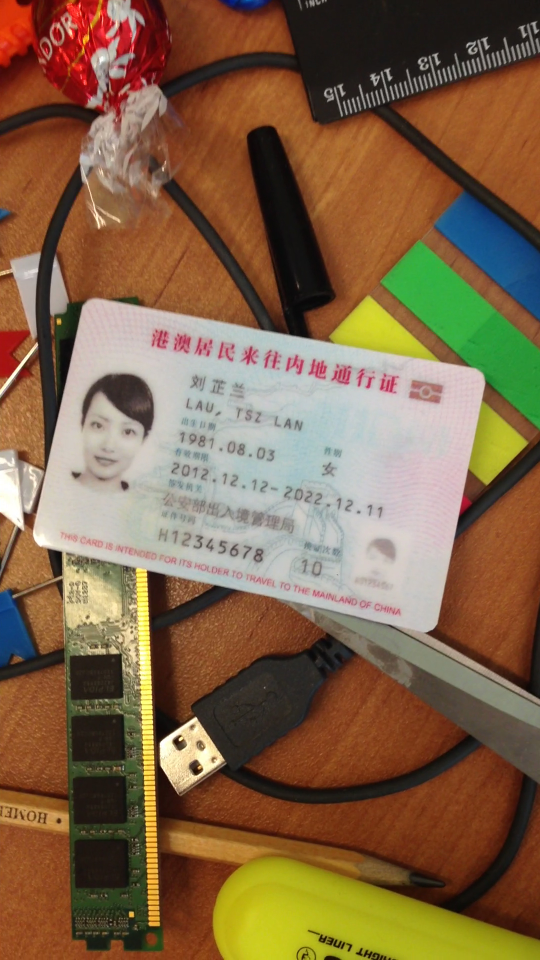 DOR
15 14 13 12 11
港澳居民来往内地通行证
刘芷兰
LAU, TSZ LAN
出生日期
1981.08.03
性别
女
有效期限
2012.12.12-2022.12.11
签发机关
公安部出入境管理局
证件号码
H12345678
换证次数
10
THIS CARD IS INTENDED FOR ITS HOLDER TO TRAVEL TO THE MAINLAND OF CHINA
HOME
LINER